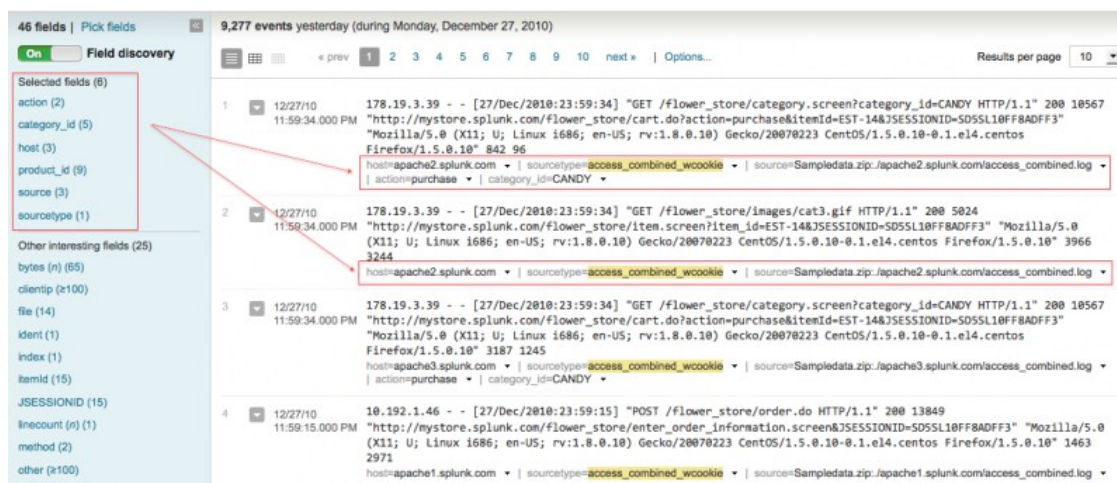 46 fields | Pick fields
On Field discovery
Selected fields (6)
action (2)
category_id (5)
host (3)
product_id (9)
source (3)
sourcetype (1)
Other interesting fields (25)
bytes (n) (65)
clientip (≥100)
file (14)
ident (1)
index (1)
itemId (15)
JSESSIONID (15)
linecount (n) (1)
method (2)
other (≥100)
9,277 events yesterday (during Monday, December 27, 2010)
« prev 1 2 3 4 5 6 7 8 9 10 next » | Options...
Results per page 10
1 12/27/10 178.19.3.39 - - [27/Dec/2010:23:59:34] "GET /flower_store/category.screen?category_id=CANDY HTTP/1.1" 200 10567
11:59:34.000 PM "http://mystore.splunk.com/flower_store/cart.do?action=purchase&itemId=EST-14&JSESSIONID=SD5SL10FF8ADFF3"
"Mozilla/5.0 (X11; U; Linux i686; en-US; rv:1.8.0.10) Gecko/20070223 CentOS/1.5.0.10-0.1.el4.centos
Firefox/1.5.0.10" 842 96
host=apache2.splunk.com | sourcetype=access_combined_wcookie | source=Sampledata.zip:./apache2.splunk.com/access_combined.log
| action=purchase | category_id=CANDY
2 12/27/10 178.19.3.39 - - [27/Dec/2010:23:59:34] "GET /flower_store/images/cat3.gif HTTP/1.1" 200 5024
11:59:34.000 PM "http://mystore.splunk.com/flower_store/item.screen?item_id=EST-14&JSESSIONID=SD5SL10FF8ADFF3" "Mozilla/5.0
(X11; U; Linux i686; en-US; rv:1.8.0.10) Gecko/20070223 CentOS/1.5.0.10-0.1.el4.centos Firefox/1.5.0.10" 3966
3244
host=apache2.splunk.com | sourcetype=access_combined_wcookie | source=Sampledata.zip:./apache2.splunk.com/access_combined.log
3 12/27/10 178.19.3.39 - - [27/Dec/2010:23:59:34] "GET /flower_store/category.screen?category_id=CANDY HTTP/1.1" 200 10567
11:59:34.000 PM "http://mystore.splunk.com/flower_store/cart.do?action=purchase&itemId=EST-14&JSESSIONID=SD5SL10FF8ADFF3"
"Mozilla/5.0 (X11; U; Linux i686; en-US; rv:1.8.0.10) Gecko/20070223 CentOS/1.5.0.10-0.1.el4.centos
Firefox/1.5.0.10" 3187 1245
host=apache3.splunk.com | sourcetype=access_combined_wcookie | source=Sampledata.zip:./apache3.splunk.com/access_combined.log
| action=purchase | category_id=CANDY
4 12/27/10 10.192.1.46 - - [27/Dec/2010:23:59:15] "POST /flower_store/order.do HTTP/1.1" 200 13849
11:59:15.000 PM "http://mystore.splunk.com/flower_store/enter_order_information.screen&JSESSIONID=SD5SL10FF8ADFF3" "Mozilla/5.0
(X11; U; Linux i686; en-US; rv:1.8.0.10) Gecko/20070223 CentOS/1.5.0.10-0.1.el4.centos Firefox/1.5.0.10" 1463
2971
host=apache1.splunk.com | sourcetype=access_combined_wcookie | source=Sampledata.zip:./apache1.splunk.com/access_combined.log